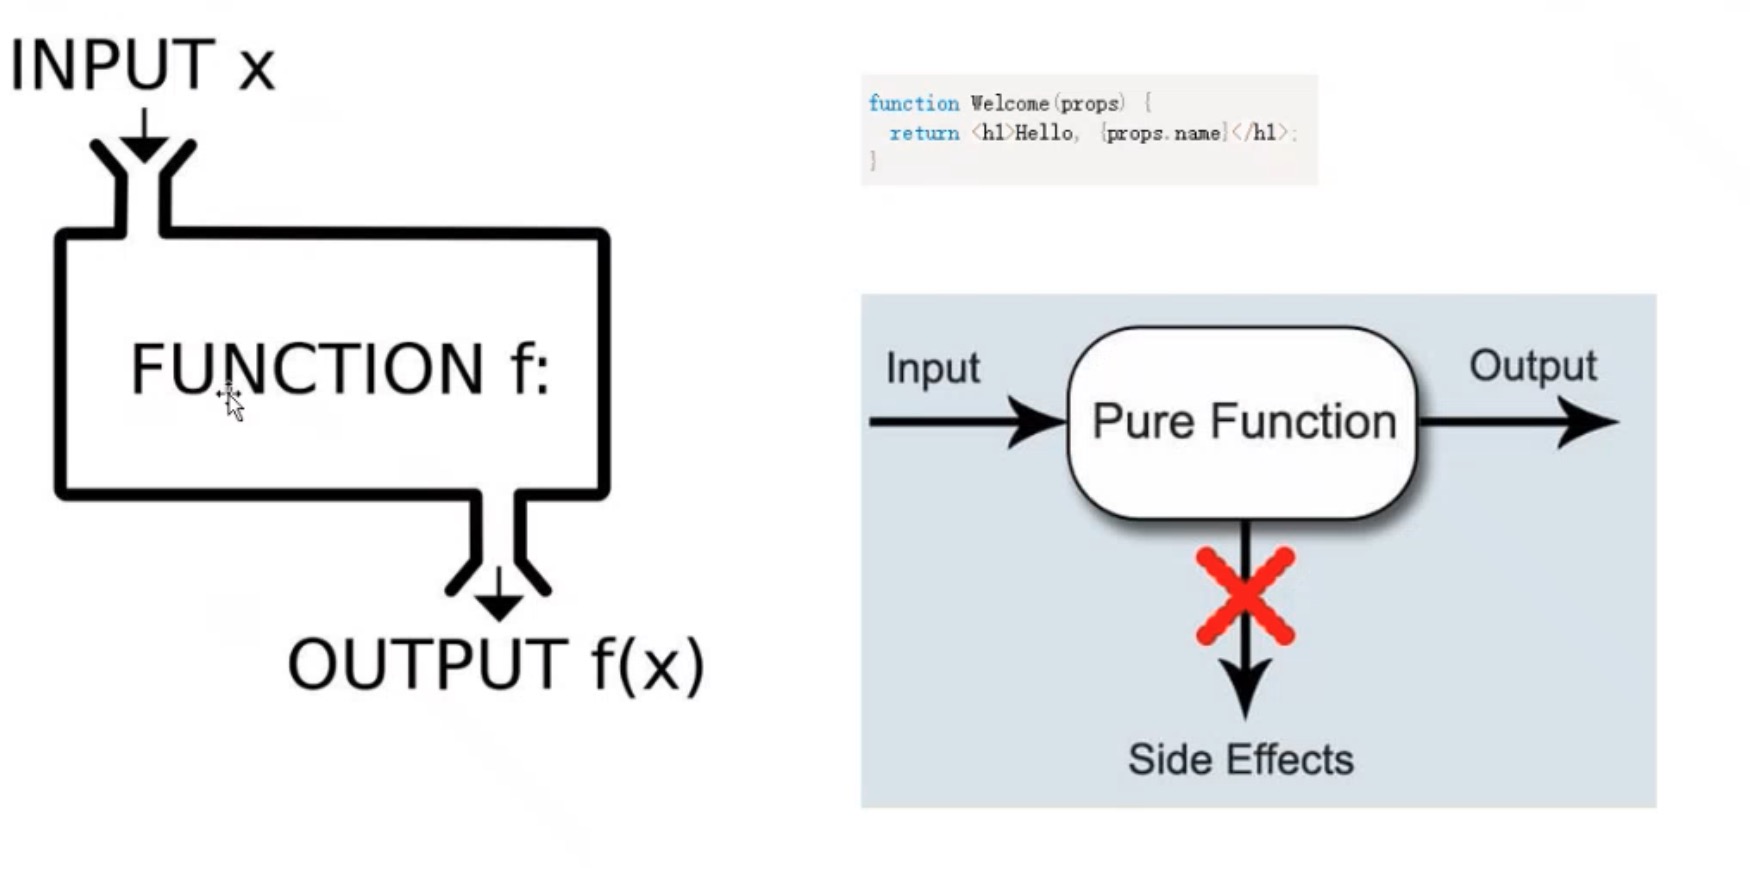 INPUT x
FUNCTION f:
OUTPUT f(x)
function Welcome(props) {
return <h1>Hello, {props.name}</h1>;
}
Input
Pure Function
Output
Side Effects